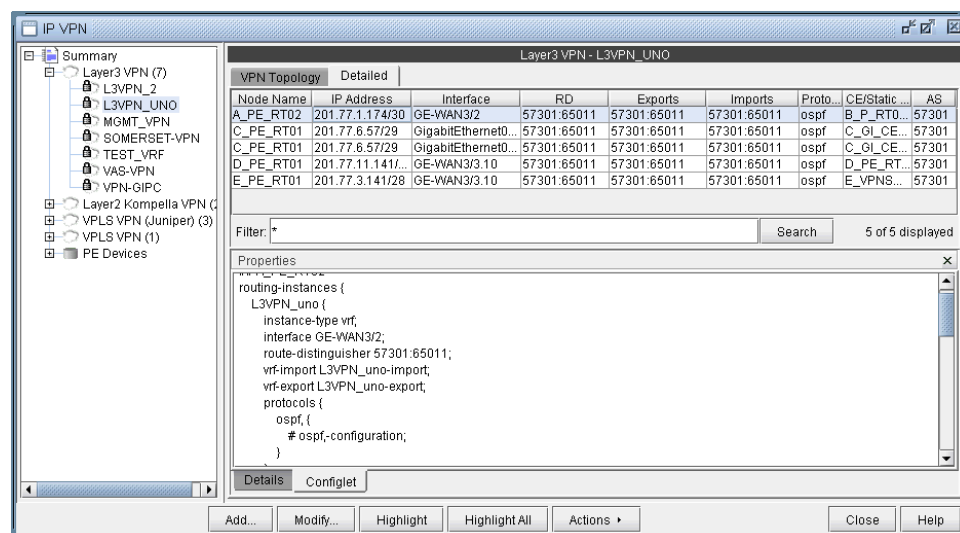 IP VPN
Summary
Layer3 VPN (7)
L3VPN_2
L3VPN_UNO
MGMT_VPN
SOMERSET-VPN
TEST_VRF
VAS-VPN
VPN-GIPC
Layer2 Kompella VPN (2
VPLS VPN (Juniper) (3)
VPLS VPN (1)
PE Devices
Layer3 VPN - L3VPN_UNO
VPN Topology Detailed
Node Name IP Address Interface RD Exports Imports Proto... CE/Static ... AS
A_PE_RT02 201.77.1.174/30 GE-WAN3/2 57301:65011 57301:65011 57301:65011 ospf B_P_RT0... 57301
C_PE_RT01 201.77.6.57/29 GigabitEthernet0... 57301:65011 57301:65011 57301:65011 ospf C_GI_CE... 57301
C_PE_RT01 201.77.6.57/29 GigabitEthernet0... 57301:65011 57301:65011 57301:65011 ospf C_GI_CE... 57301
D_PE_RT01 201.77.11.141/... GE-WAN3/3.10 57301:65011 57301:65011 57301:65011 ospf D_PE_RT... 57301
E_PE_RT01 201.77.3.141/28 GE-WAN3/3.10 57301:65011 57301:65011 57301:65011 ospf E_VPNS... 57301
Filter: * Search 5 of 5 displayed
Properties
routing-instances {
L3VPN_uno {
instance-type vrf;
interface GE-WAN3/2;
route-distinguisher 57301:65011;
vrf-import L3VPN_uno-import;
vrf-export L3VPN_uno-export;
protocols {
ospf, {
# ospf,-configuration;
}
Details Configlet
Add... Modify... Highlight Highlight All Actions Close Help